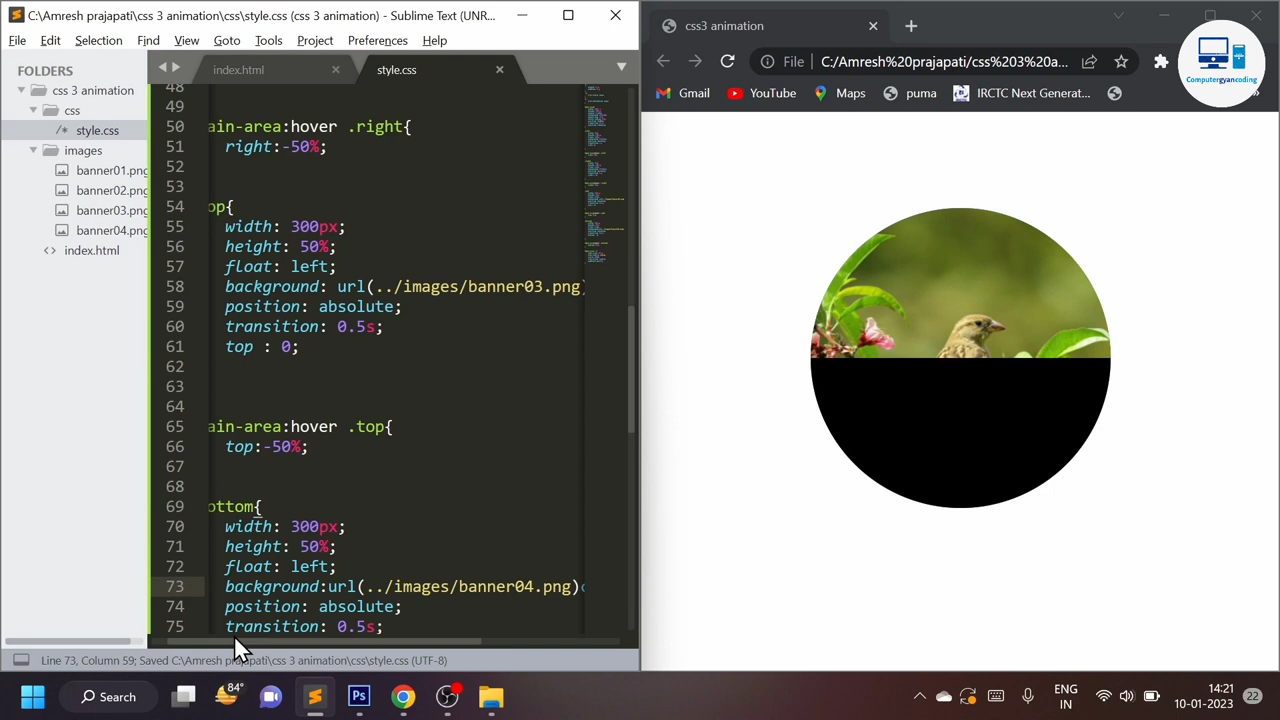 C:\Amresh prajapati\css 3 animation\css\style.css (css 3 animation) - Sublime Text (UNR...
File Edit Selection Find View Goto Tools Project Preferences Help
FOLDERS
css 3 animation
css
/* style.css
images
banner01.png
banner02.png
banner03.png
banner04.png
<> index.html
index.html
style.css
48
49
50 ain-area:hover .right{
51 right:-50%;
52
53
54 op{
55 width: 300px;
56 height: 50%;
57 float: left;
58 background: url(../images/banner03.png)
59 position: absolute;
60 transition: 0.5s;
61 top : 0;
62
63
64
65 ain-area:hover .top{
66 top:-50%;
67
68
69 ottom{
70 width: 300px;
71 height: 50%;
72 float: left;
73 background:url(../images/banner04.png)c
74 position: absolute;
75 transition: 0.5s;
Line 73, Column 59; Saved C:\Amresh prajapati\css 3 animation\css\style.css (UTF-8)
css3 animation
File C:/Amresh%20prajapati/css%203%20a...
Gmail YouTube Maps puma IRCTC Next Generat...
Computergyancoding
84°
Search
Ps
ENG
IN
14:21
10-01-2023
22